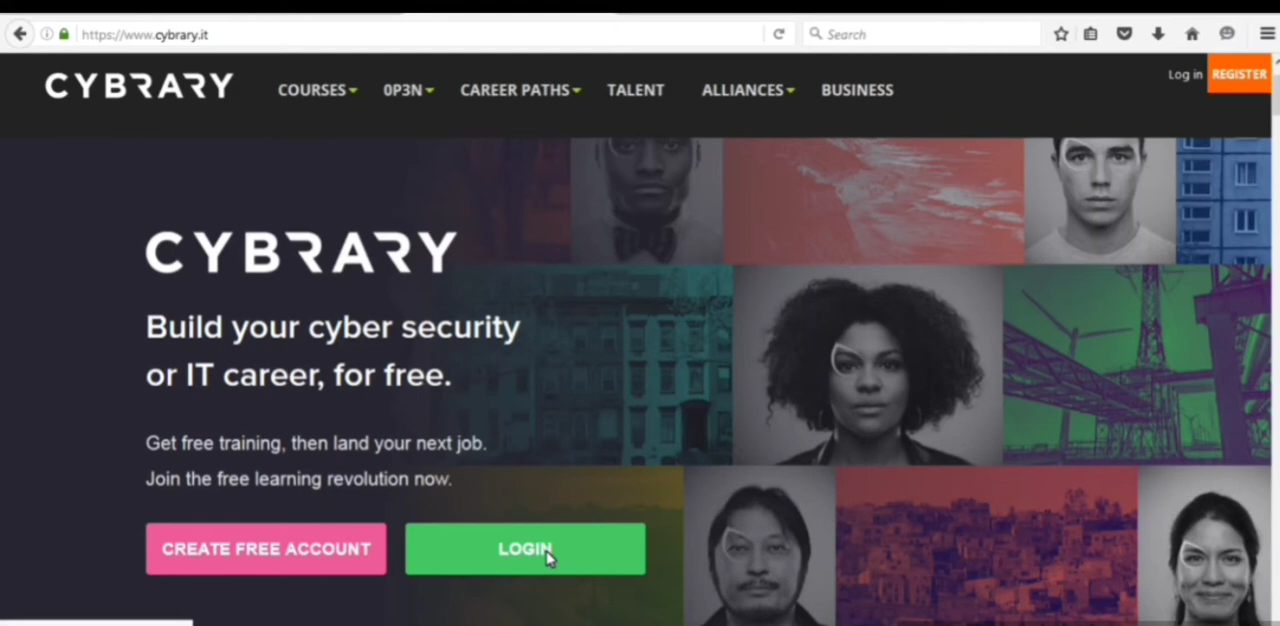 https://www.cybrary.it
Search
CYBRARY
COURSES
0P3N
CAREER PATHS
TALENT
ALLIANCES
BUSINESS
Log in
REGISTER
CYBRARY
Build your cyber security
or IT career, for free.
Get free training, then land your next job.
Join the free learning revolution now.
CREATE FREE ACCOUNT
LOGIN